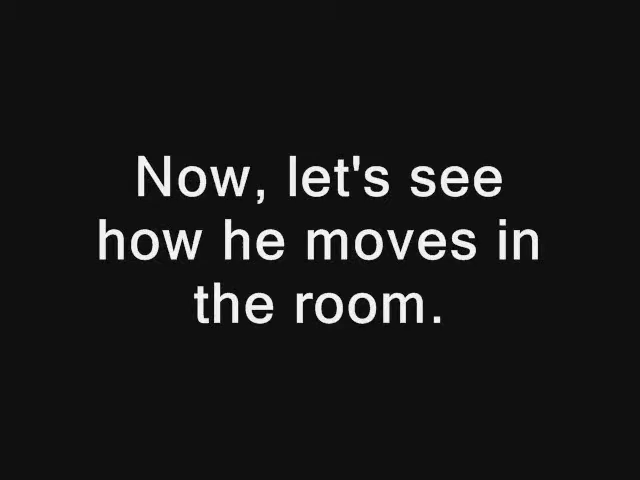 Now, let's see
how he moves in
the room.